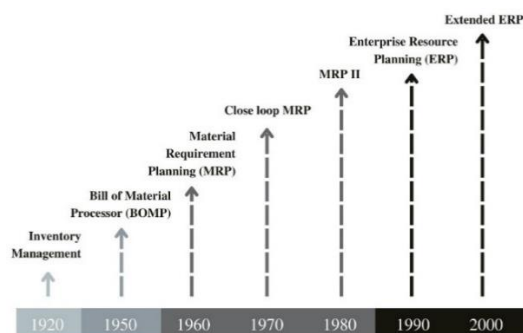 Extended ERP
Enterprise Resource
Planning (ERP)
MRP II
Close loop MRP
Material
Requirement
Planning (MRP)
Bill of Material
Processor (BOMP)
Inventory
Management
1920 1950 1960 1970 1980 1990 2000